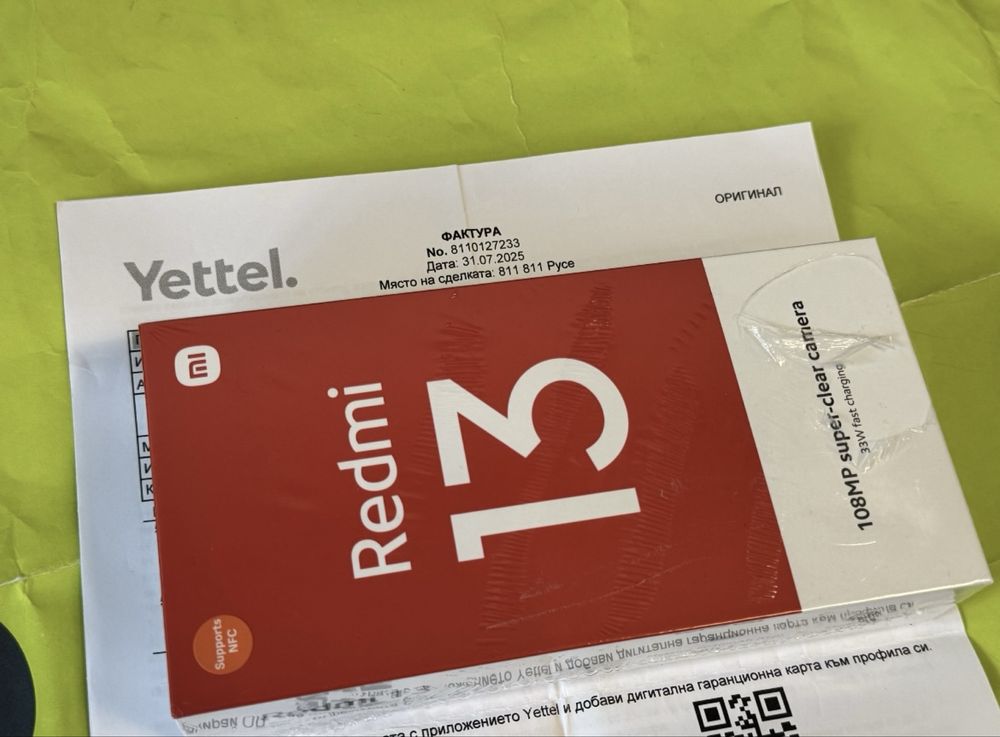 ОРИГИНАЛ
ФАКТУРА
No. 8110127233
Дата: 31.07.2025
Място на сделката: 811 811 Русе
Yettel.
Redmi
13
108MP super-clear camera
33W fast charging
Supports
NFC
с приложението Yettel и добави дигитална гаранционна карта към профила си.